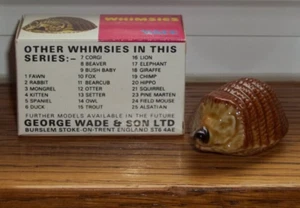 WHIMSIES
OTHER WHIMSIES IN THIS
SERIES:-
7 CORGI 16 LION
8 BEAVER 17 ELEPHANT
9 BUSH BABY 18 GIRAFFE
1 FAWN 10 FOX 19 CHIMP
2 RABBIT 11 BEARCUB 20 HIPPO
3 MONGREL 12 OTTER 21 SQUIRREL
4 KITTEN 13 SETTER 23 PINE MARTEN
5 SPANIEL 14 OWL 24 FIELD MOUSE
6 DUCK 15 TROUT 25 ALSATIAN
FURTHER MODELS AVAILABLE IN THE FUTURE
GEORGE WADE & SON LTD
BURSLEM STOKE-ON-TRENT ENGLAND ST6 4AE